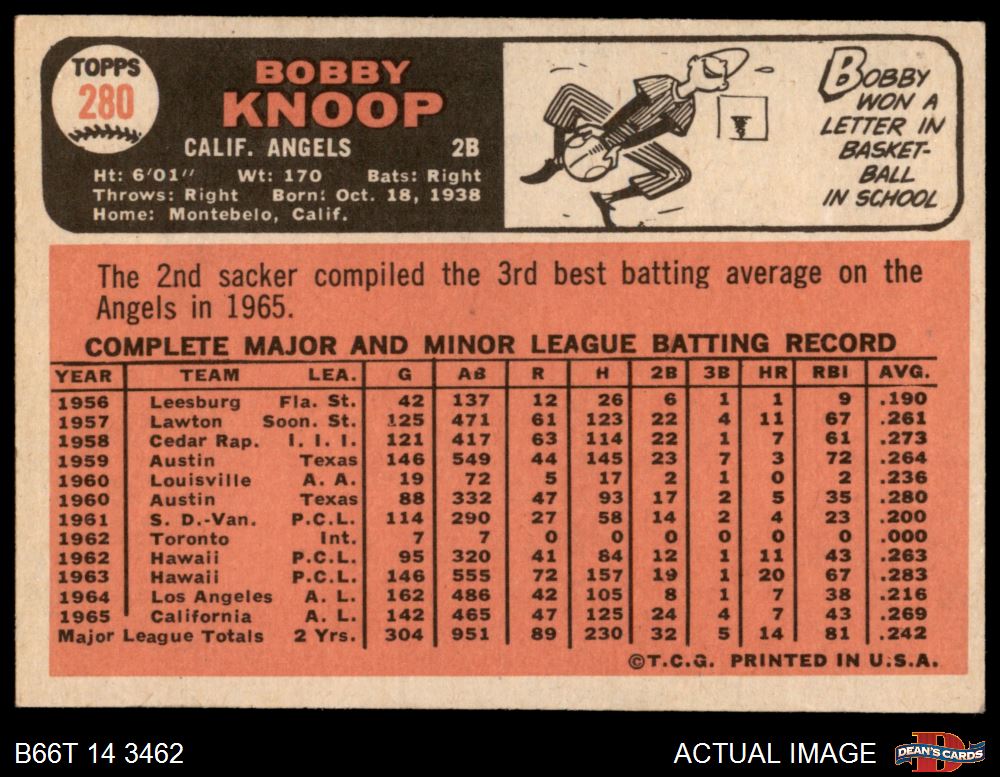 TOPPS
280
BOBBY
KNOOP
CALIF. ANGELS 2B
Ht: 6'01" Wt: 170 Bats: Right
Throws: Right Born: Oct. 18, 1938
Home: Montebelo, Calif.
BOBBY
WON A
LETTER IN
BASKET-
BALL
IN SCHOOL
The 2nd sacker compiled the 3rd best batting average on the
Angels in 1965.
COMPLETE MAJOR AND MINOR LEAGUE BATTING RECORD
YEAR TEAM LEA. G AB R H 2B 3B HR RBI AVG.
1956 Leesburg Fla. St. 42 137 12 26 6 1 1 9 .190
1957 Lawton Soon. St. 125 471 61 123 22 4 11 67 .261
1958 Cedar Rap. I. I. I. 121 417 63 114 22 1 7 61 .273
1959 Austin Texas 146 549 44 145 23 7 3 72 .264
1960 Louisville A. A. 19 72 5 17 2 1 0 2 .236
1960 Austin Texas 88 332 47 93 17 2 5 35 .280
1961 S. D.-Van. P.C.L. 114 290 27 58 14 2 4 23 .200
1962 Toronto Int. 7 7 0 0 0 0 0 0 .000
1962 Hawaii P.C.L. 95 320 41 84 12 1 11 43 .263
1963 Hawaii P.C.L. 146 555 72 157 19 1 20 67 .283
1964 Los Angeles A. L. 162 486 42 105 8 1 7 38 .216
1965 California A. L. 142 465 47 125 24 4 7 43 .269
Major League Totals 2 Yrs. 304 951 89 230 32 5 14 81 .242
©T.C.G. PRINTED IN U.S.A.
B66T 14 3462 ACTUAL IMAGE
DEAN'S CARDS